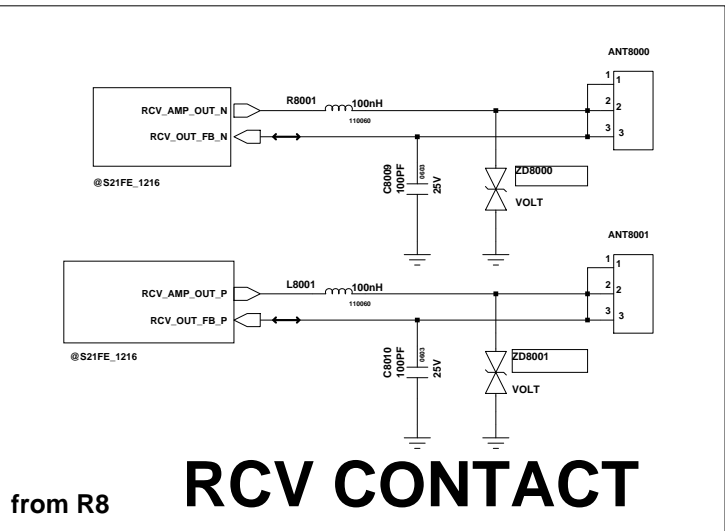 ANT8000
R8001 100nH
110060
RCV_AMP_OUT_N
RCV_OUT_FB_N
@S21FE_1216
1 1
2 2
3 3
C8009
100PF
0603
25V
ZD8000
VOLT
ANT8001
L8001 100nH
110060
RCV_AMP_OUT_P
RCV_OUT_FB_P
@S21FE_1216
1 1
2 2
3 3
C8010
100PF
0603
25V
ZD8001
VOLT
from R8
RCV CONTACT